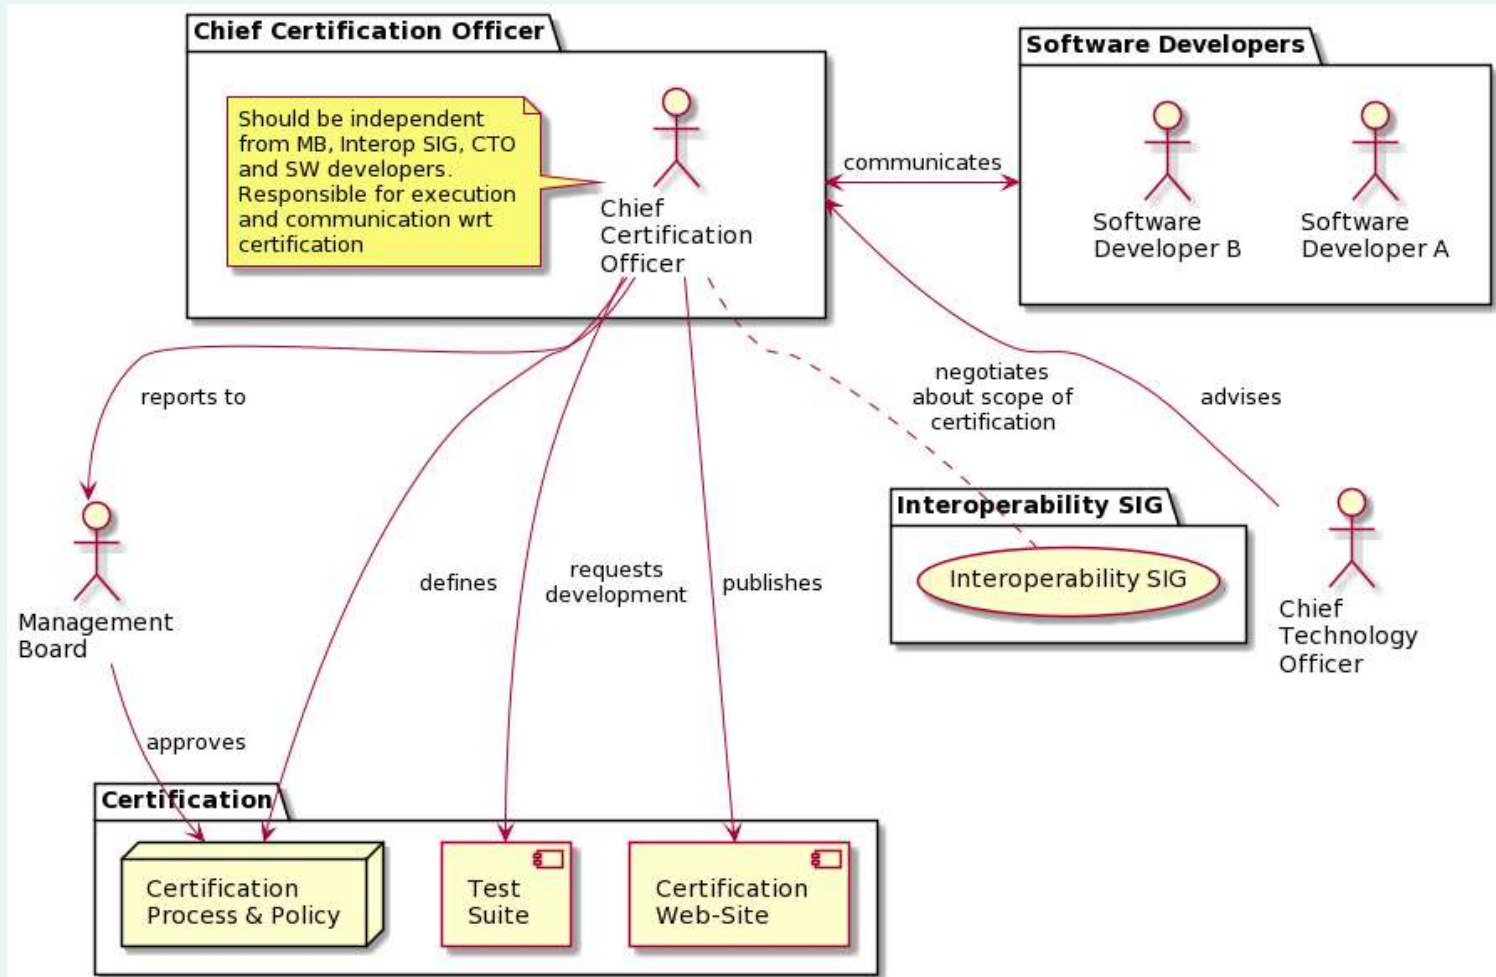 Chief Certification Officer
Should be independent
from MB, Interop SIG, CTO
and SW developers.
Responsible for execution
and communication wrt
certification
Chief
Certification
Officer
communicates
Software Developers
Software
Developer B
Software
Developer A
reports to
negotiates
about scope of
certification
advises
Management
Board
defines
requests
development
publishes
Interoperability SIG
Interoperability SIG
Chief
Technology
Officer
approves
Certification
Certification
Process & Policy
Test
Suite
Certification
Web-Site